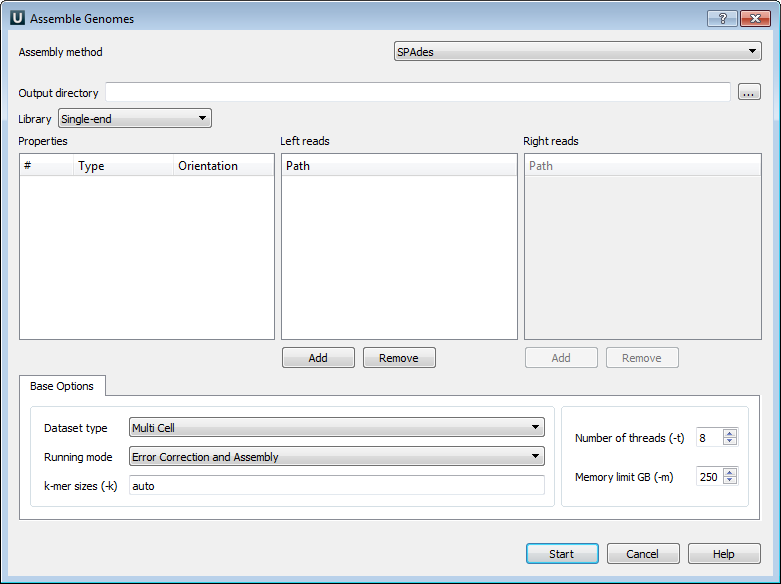 U Assemble Genomes ?
Assembly method SPAdes
Output directory ...
Library Single-end
Properties Left reads Right reads
# Type Orientation Path Path
Add Remove Add Remove
Base Options
Dataset type Multi Cell
Number of threads (-t) 8
Running mode Error Correction and Assembly
Memory limit GB (-m) 250
k-mer sizes (-k) auto
Start Cancel Help